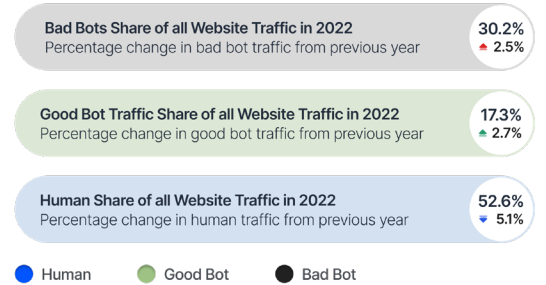 Bad Bots Share of all Website Traffic in 2022
Percentage change in bad bot traffic from previous year
30.2%
2.5%
Good Bot Traffic Share of all Website Traffic in 2022
Percentage change in good bot traffic from previous year
17.3%
2.7%
Human Share of all Website Traffic in 2022
Percentage change in human traffic from previous year
52.6%
5.1%
Human
Good Bot
Bad Bot